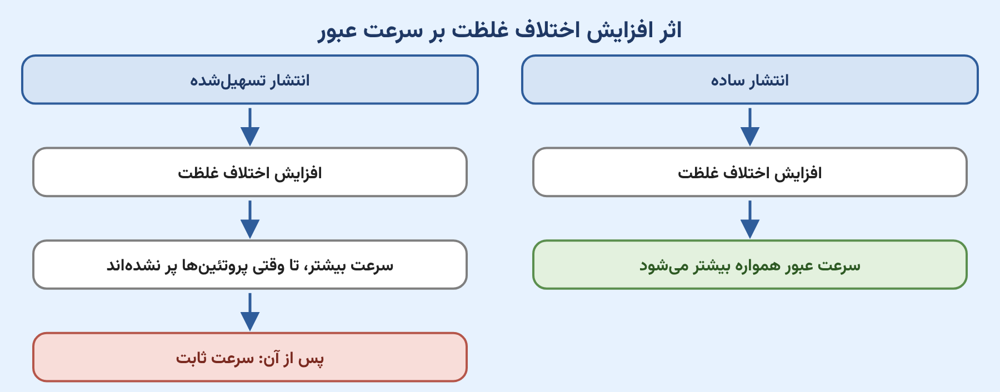 اثر افزایش اختلاف غلظت بر سرعت عبور
انتشار ساده
افزایش اختلاف غلظت
سرعت عبور همواره بیشتر می‌شود
انتشار تسهیل‌شده
افزایش اختلاف غلظت
سرعت بیشتر، تا وقتی پروتئین‌ها پر نشده‌اند
پس از آن: سرعت ثابت